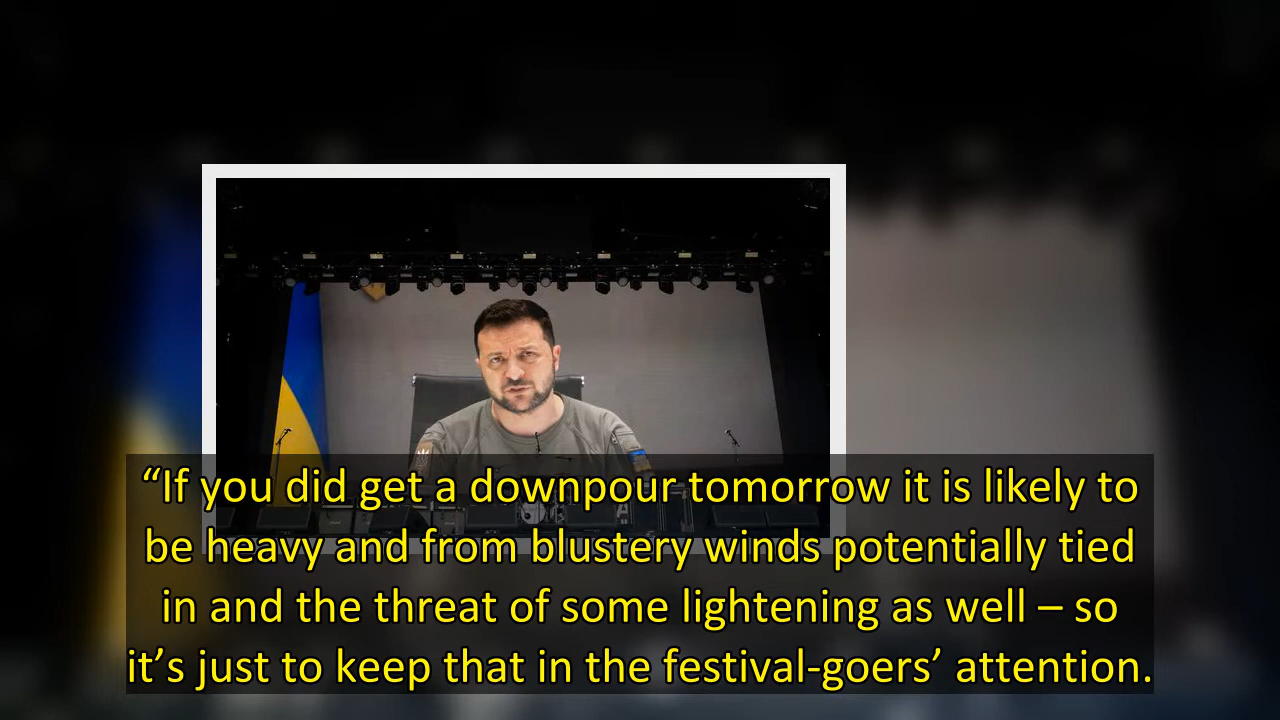 “If you did get a downpour tomorrow it is likely to
be heavy and from blustery winds potentially tied
in and the threat of some lightening as well – so
it’s just to keep that in the festival-goers’ attention.